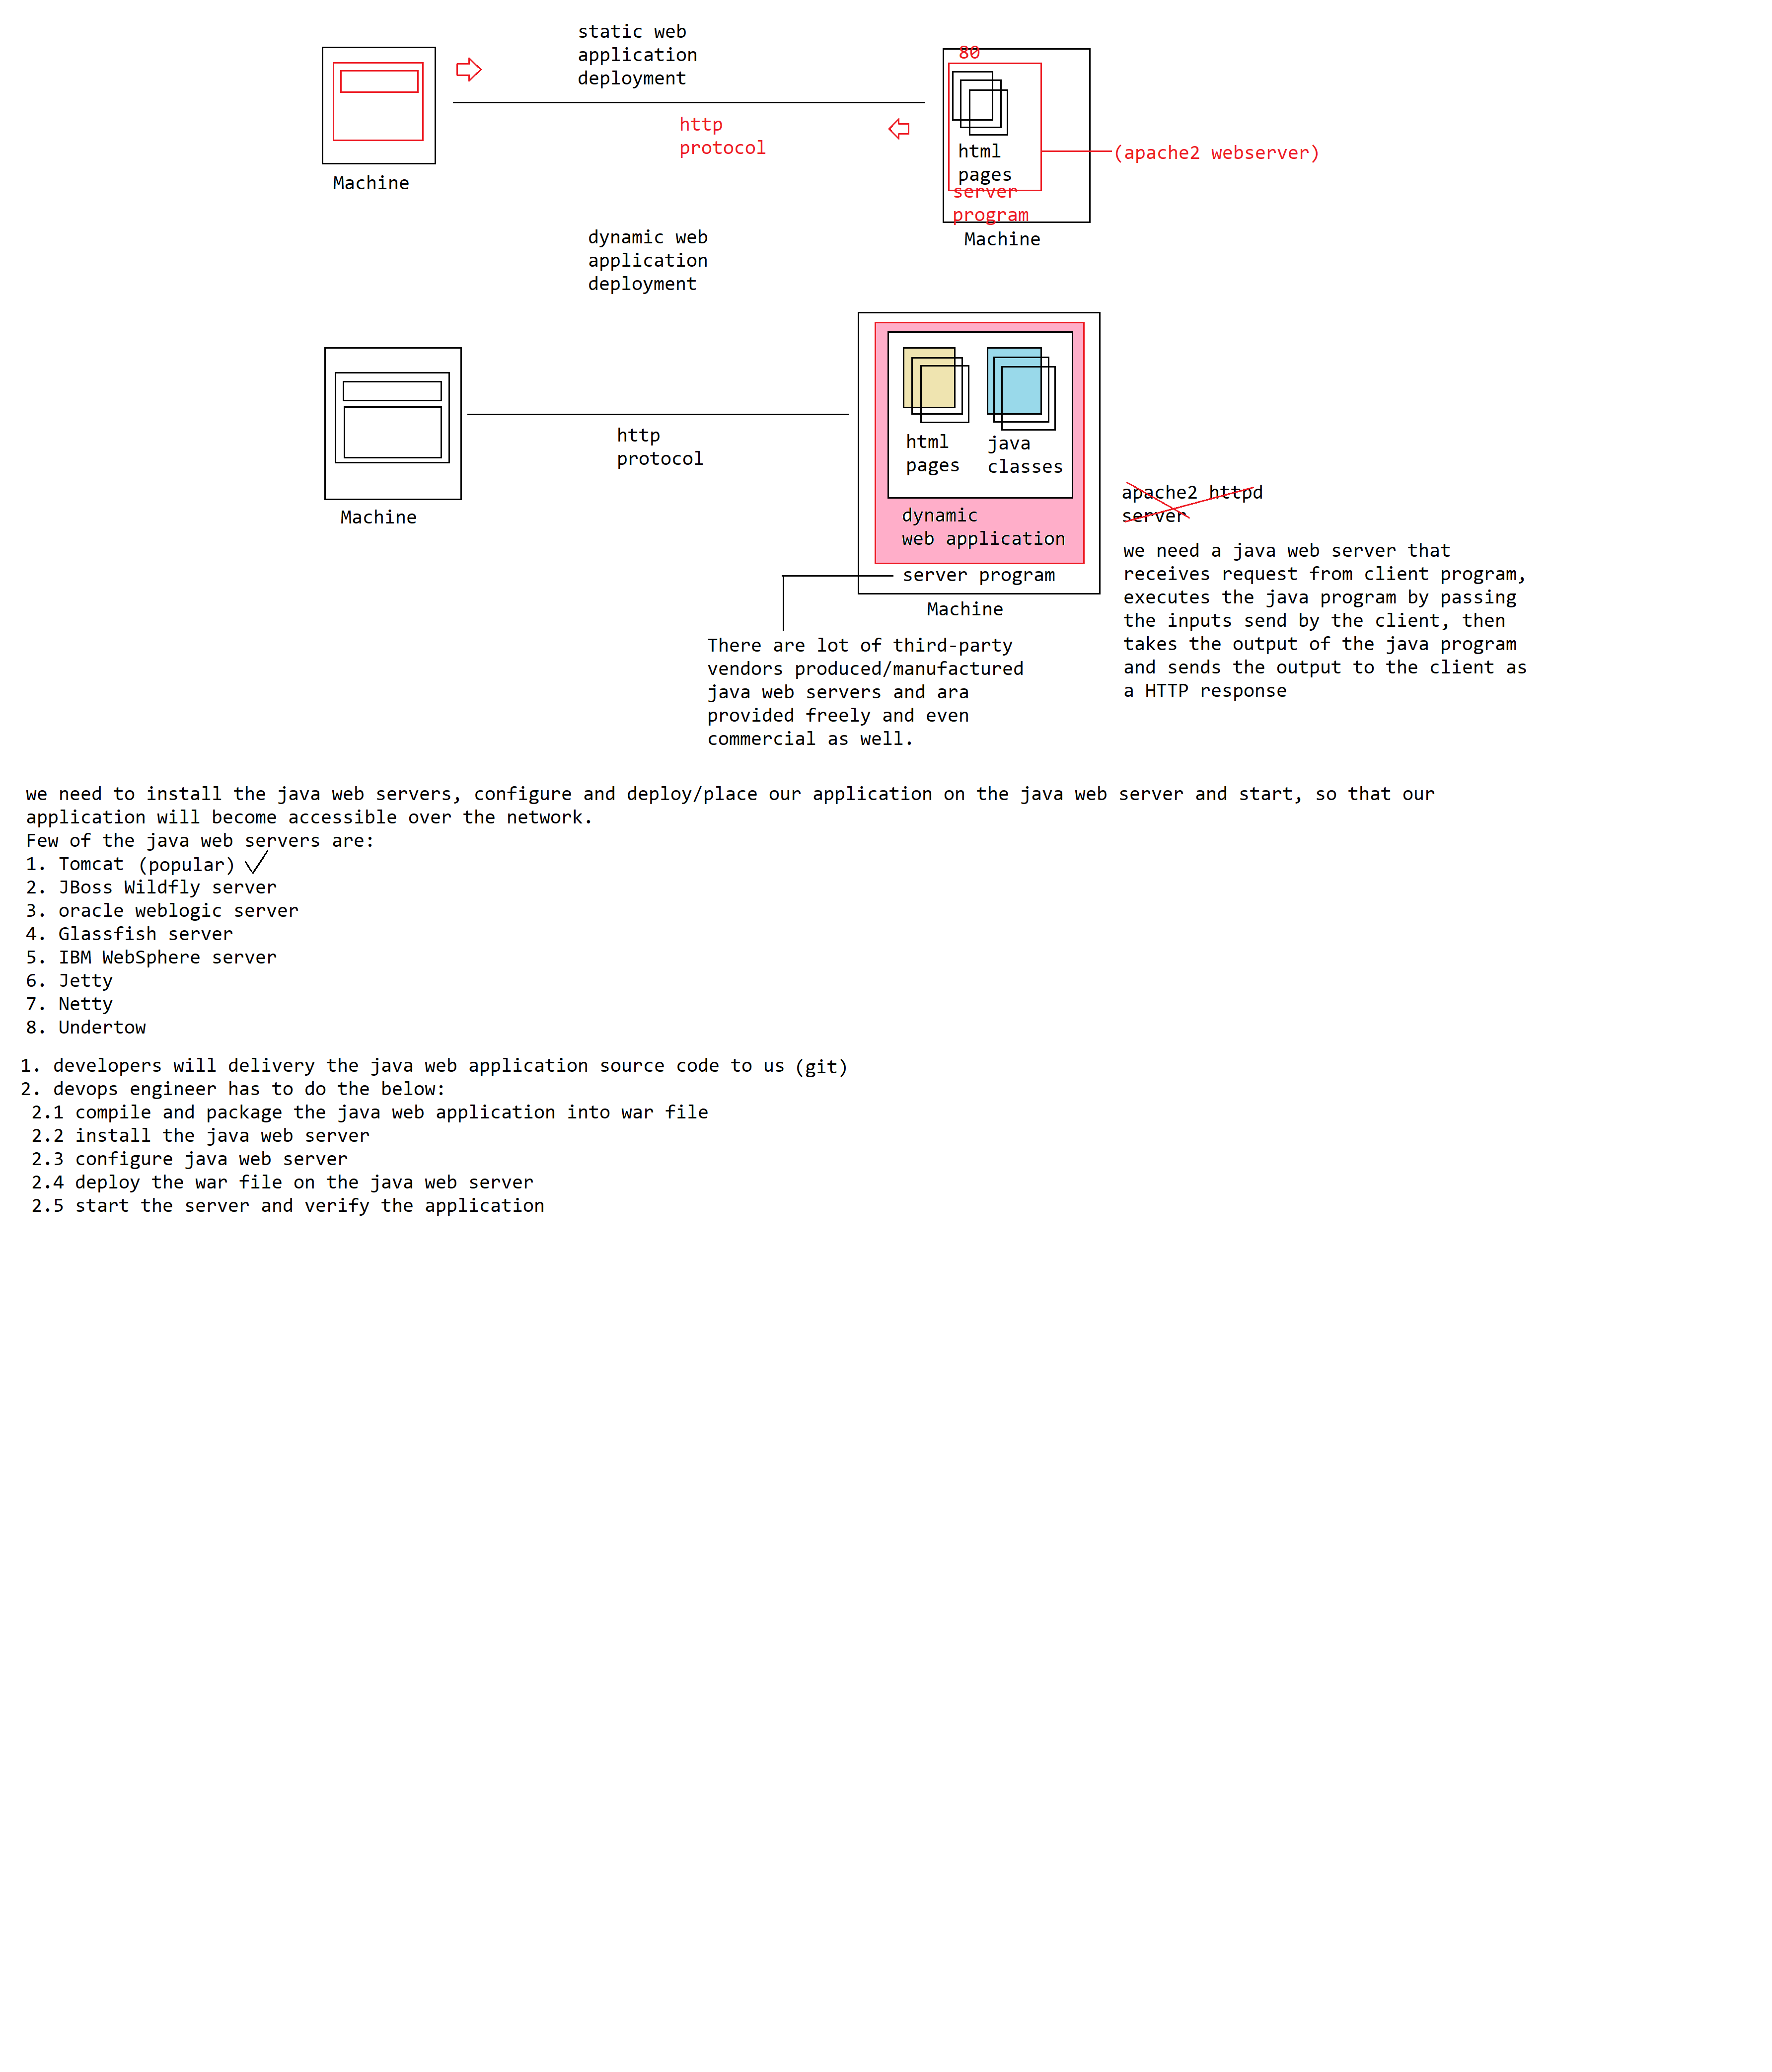 static web
application
deployment
80
http
protocol
html
pages
server
program
(apache2 webserver)
Machine
Machine
dynamic web
application
deployment
http
protocol
html
pages
java
classes
Machine
dynamic
web application
server program
Machine
apache2 httpd
server
we need a java web server that
receives request from client program,
executes the java program by passing
the inputs send by the client, then
takes the output of the java program
and sends the output to the client as
a HTTP response
There are lot of third-party
vendors produced/manufactured
java web servers and ara
provided freely and even
commercial as well.
we need to install the java web servers, configure and deploy/place our application on the java web server and start, so that our
application will become accessible over the network.
Few of the java web servers are:
1. Tomcat (popular)
2. JBoss Wildfly server
3. oracle weblogic server
4. Glassfish server
5. IBM WebSphere server
6. Jetty
7. Netty
8. Undertow
1. developers will delivery the java web application source code to us (git)
2. devops engineer has to do the below:
2.1 compile and package the java web application into war file
2.2 install the java web server
2.3 configure java web server
2.4 deploy the war file on the java web server
2.5 start the server and verify the application